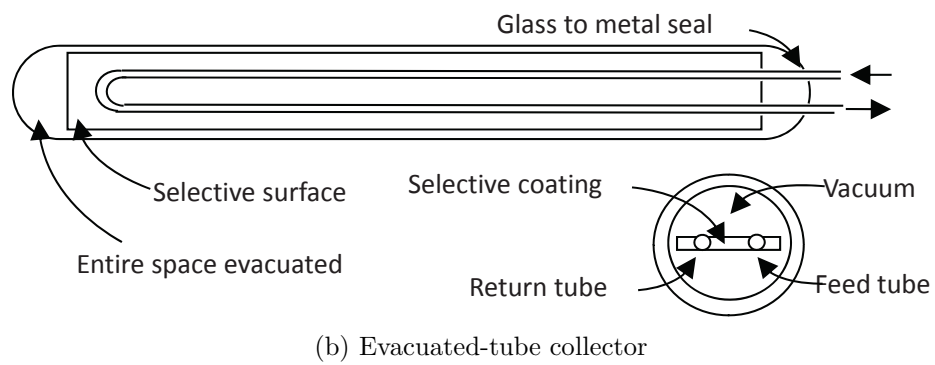 Glass to metal seal
Selective surface
Selective coating
Vacuum
Entire space evacuated
Return tube
Feed tube
(b) Evacuated-tube collector